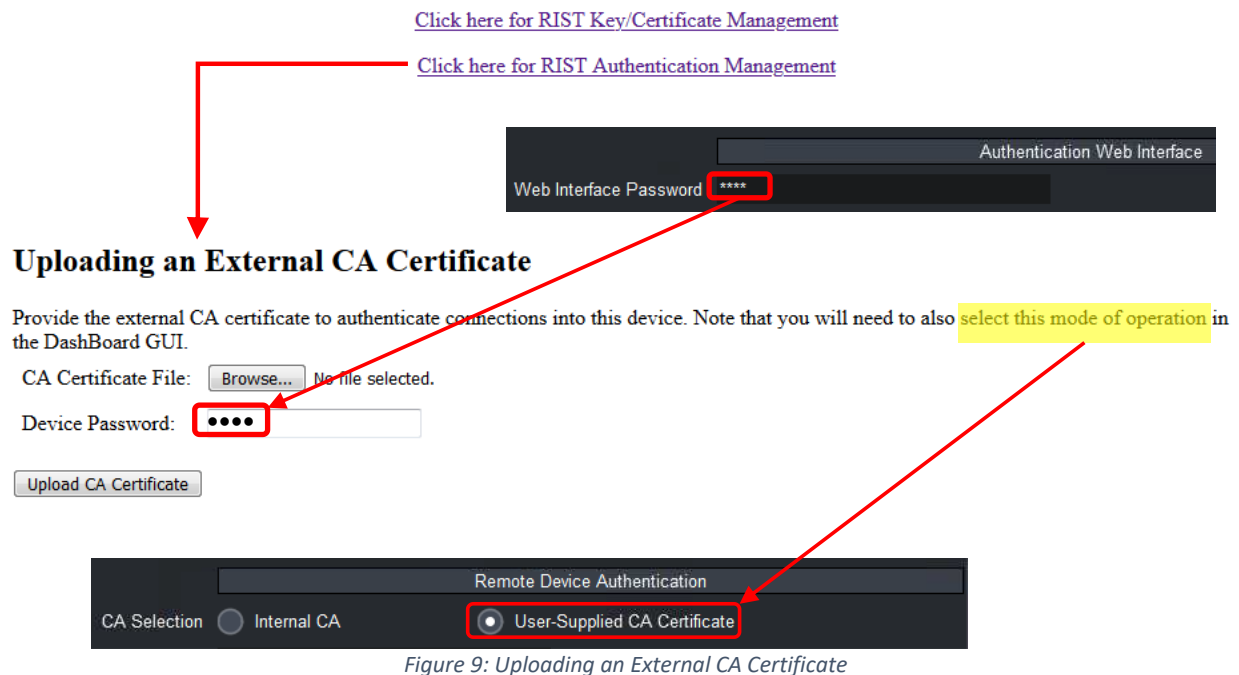 Click here for RIST Key/Certificate Management
Click here for RIST Authentication Management
Authentication Web Interface
Web Interface Password ****
Uploading an External CA Certificate
Provide the external CA certificate to authenticate connections into this device. Note that you will need to also select this mode of operation in
the DashBoard GUI.
CA Certificate File: Browse... No file selected.
Device Password: ●●●●
Upload CA Certificate
Remote Device Authentication
CA Selection Internal CA User-Supplied CA Certificate
Figure 9: Uploading an External CA Certificate